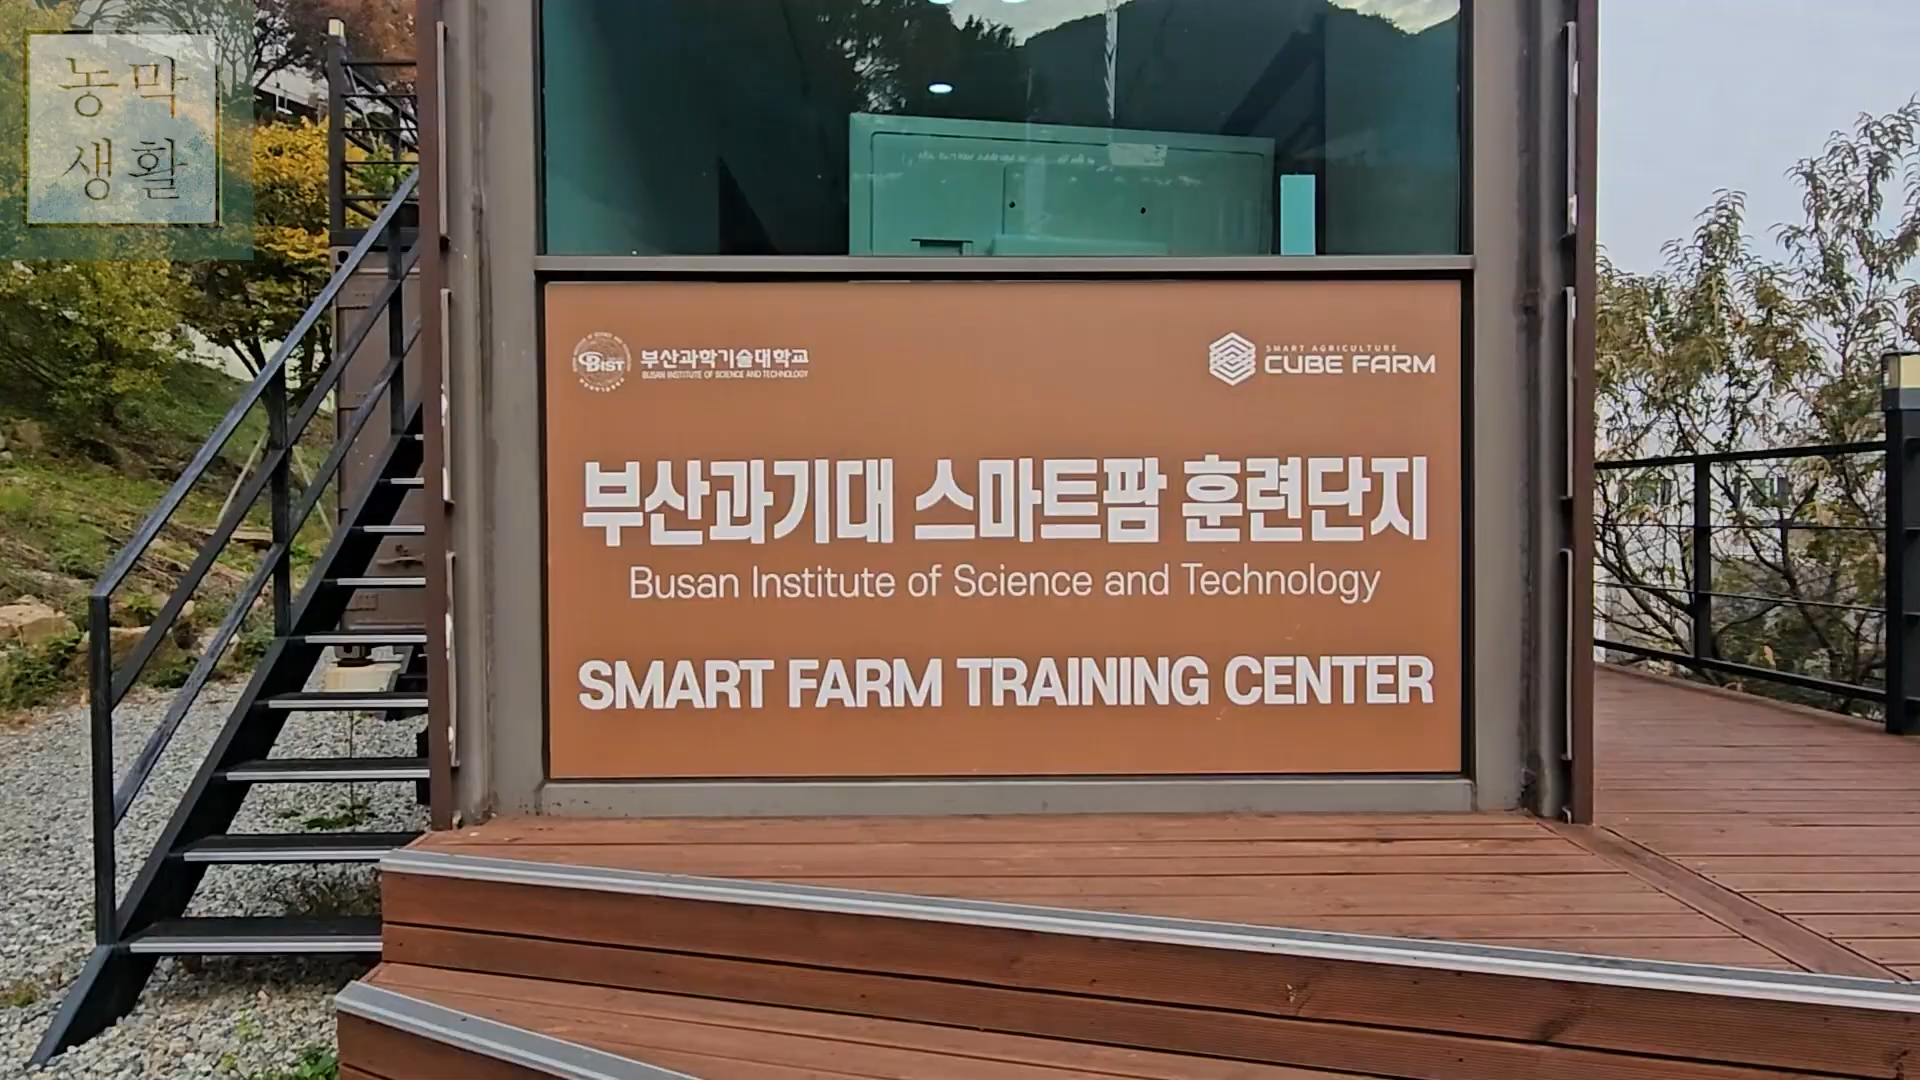 농막
생활
BIST
부산과학기술대학교
BUSAN INSTITUTE OF SCIENCE AND TECHNOLOGY
SMART AGRICULTURE
CUBE FARM
부산과기대 스마트팜 훈련단지
Busan Institute of Science and Technology
SMART FARM TRAINING CENTER